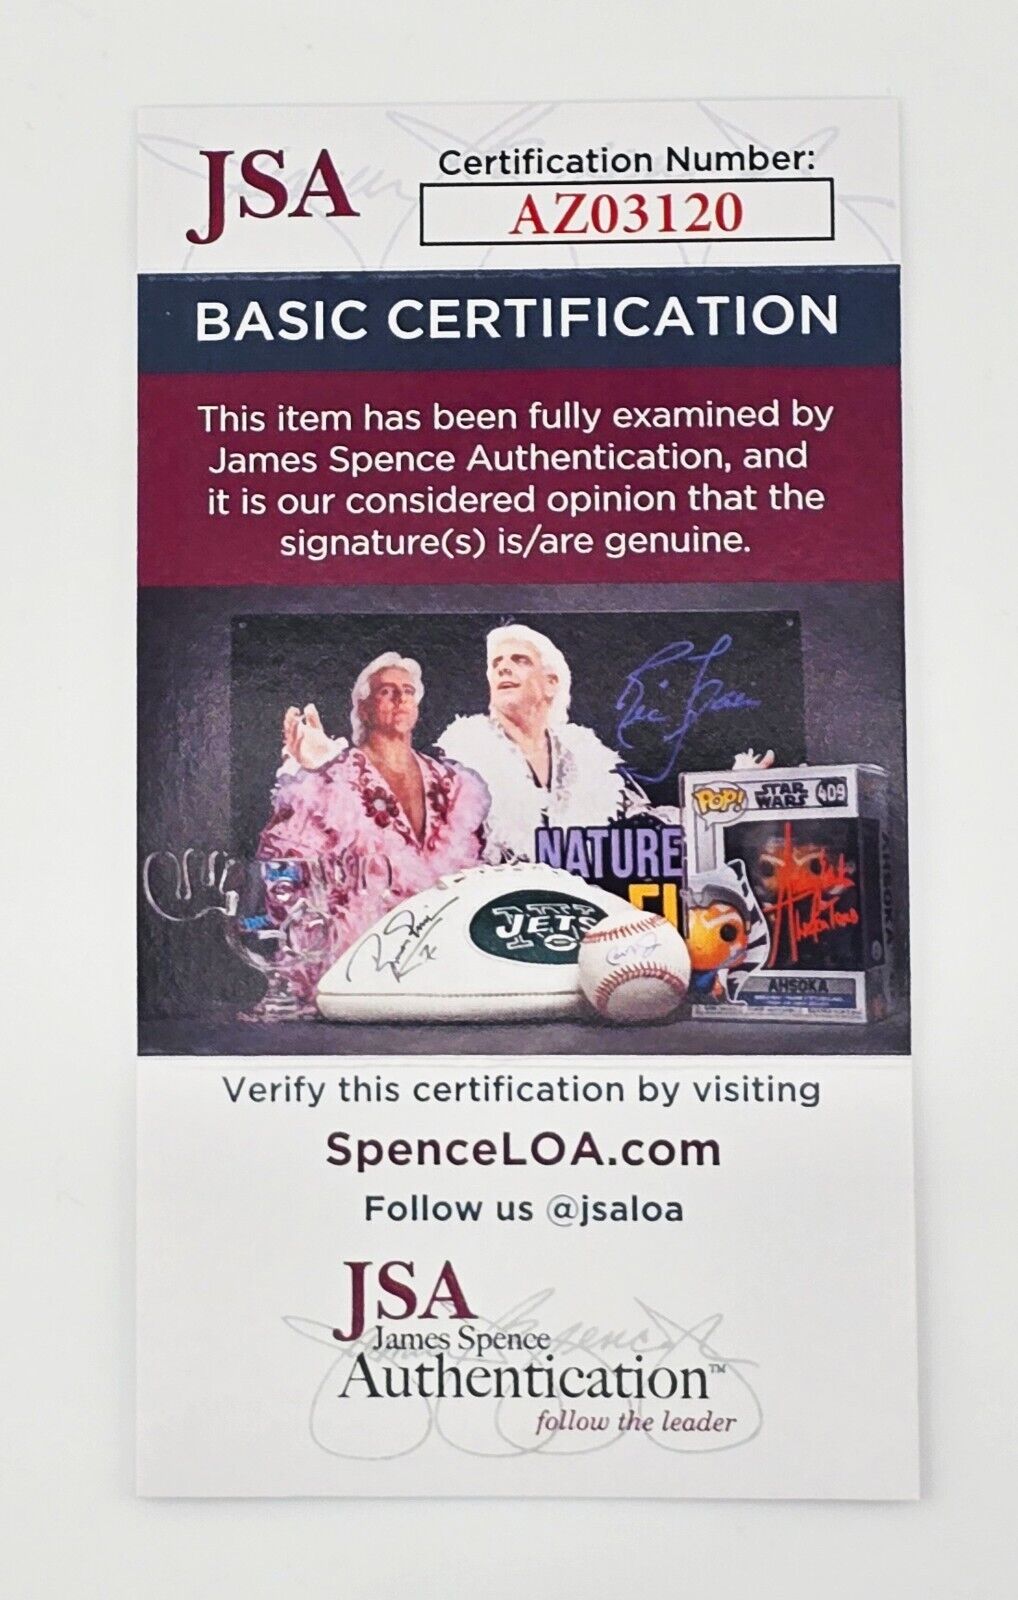 JSA
Certification Number:
AZ03120
BASIC CERTIFICATION
This item has been fully examined by
James Spence Authentication, and
it is our considered opinion that the
signature(s) is/are genuine.
Ric Flair
POP!
STAR
WARS
409
NATURE
JETS
AHSOKA
Verify this certification by visiting
SpenceLOA.com
Follow us @jsaloa
JSA
James Spence
Authentication™
follow the leader